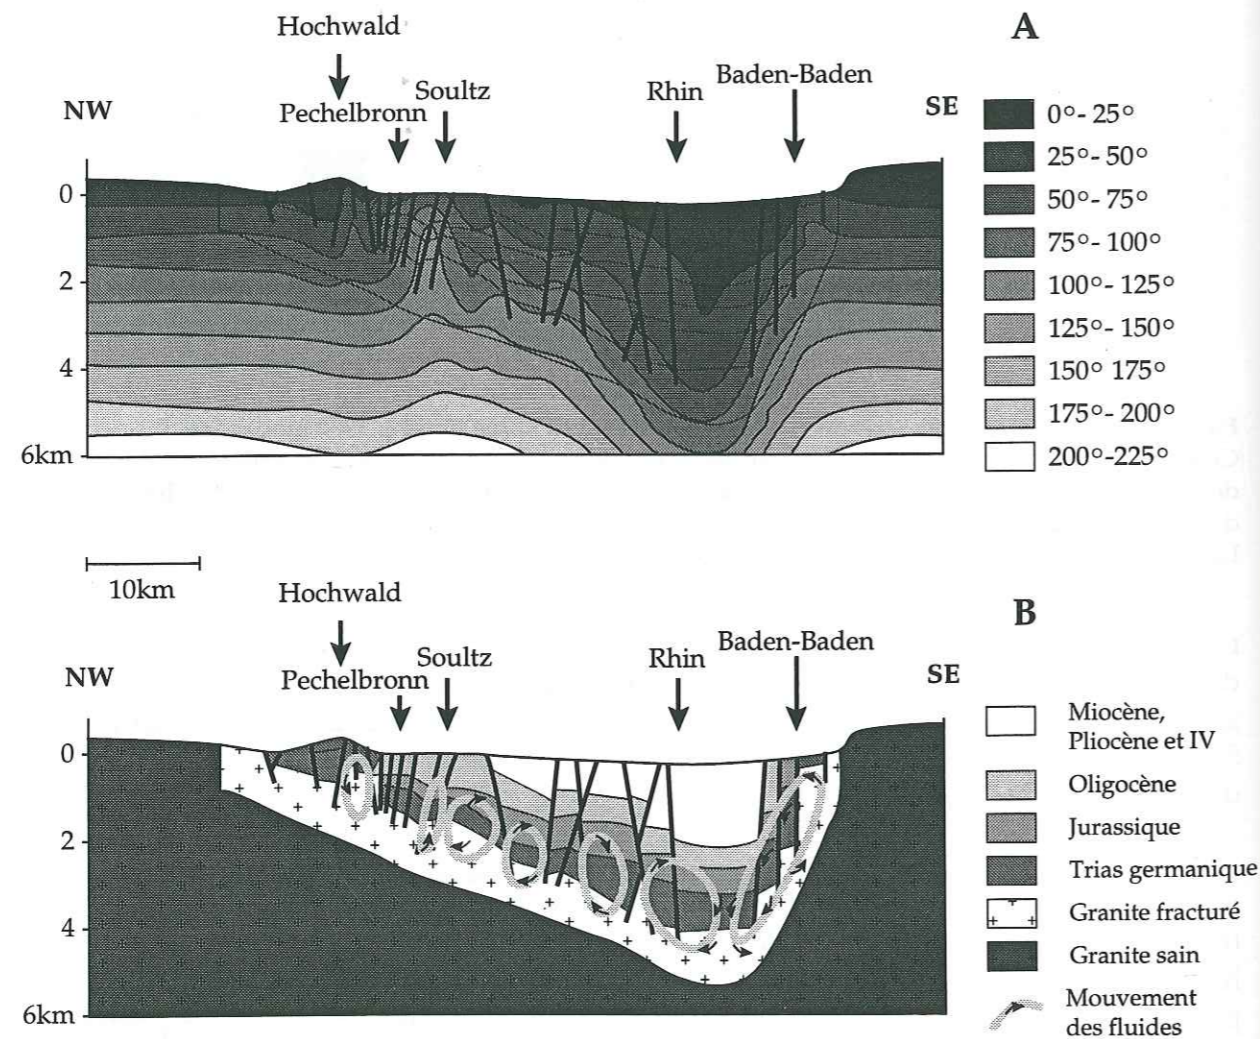 A
Hochwald
Pechelbronn
Soultz
Rhin
Baden-Baden
NW
SE
0
2
4
6km
0°- 25°
25°- 50°
50°- 75°
75°- 100°
100°- 125°
125°- 150°
150° 175°
175°- 200°
200°-225°
10km
B
Hochwald
Pechelbronn
Soultz
Rhin
Baden-Baden
NW
SE
0
2
4
6km
Miocène,
Pliocène et IV
Oligocène
Jurassique
Trias germanique
Granite fracturé
Granite sain
Mouvement
des fluides